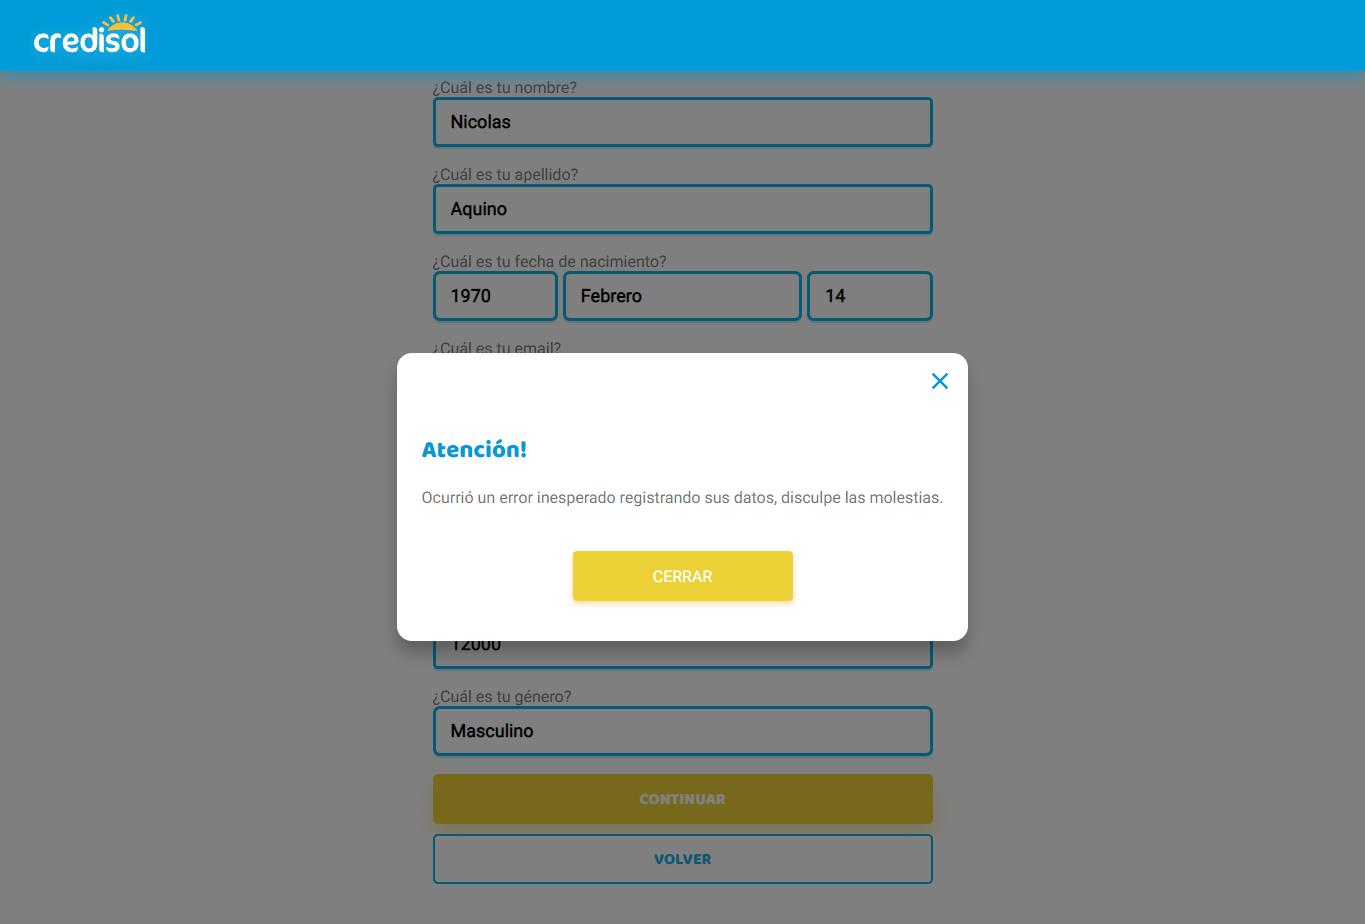 credisol
¿Cuál es tu nombre?
Nicolas
¿Cuál es tu apellido?
Aquino
¿Cuál es tu fecha de nacimiento?
1970 Febrero 14
¿Cuál es tu email?
Atención!
Ocurrió un error inesperado registrando sus datos, disculpe las molestias.
CERRAR
12000
¿Cuál es tu género?
Masculino
CONTINUAR
VOLVER